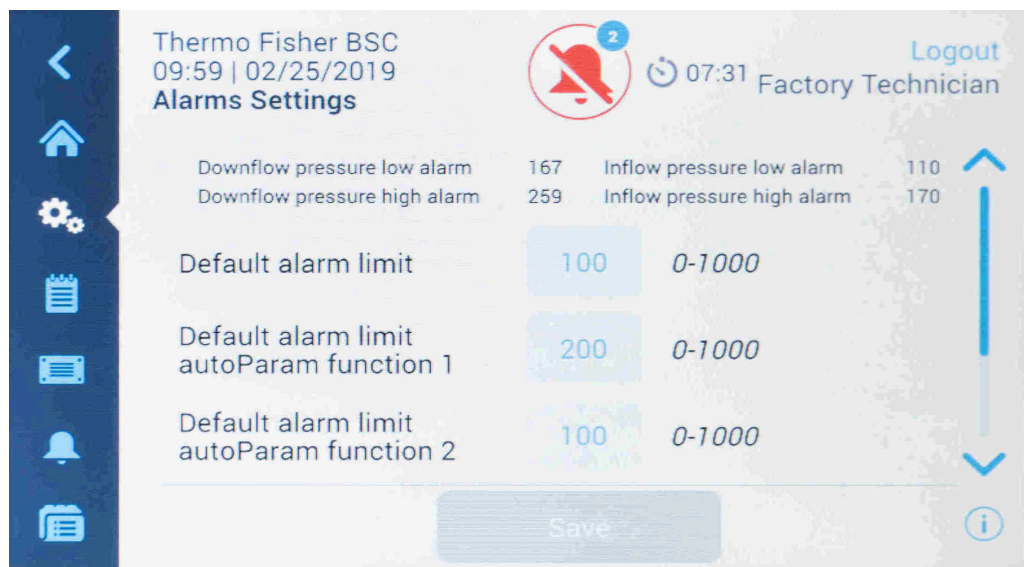 Thermo Fisher BSC
09:59 | 02/25/2019
Alarms Settings
2
07:31
Logout
Factory Technician
Downflow pressure low alarm 167 Inflow pressure low alarm 110
Downflow pressure high alarm 259 Inflow pressure high alarm 170
Default alarm limit 100 0-1000
Default alarm limit
autoParam function 1 200 0-1000
Default alarm limit
autoParam function 2 100 0-1000
Save
i